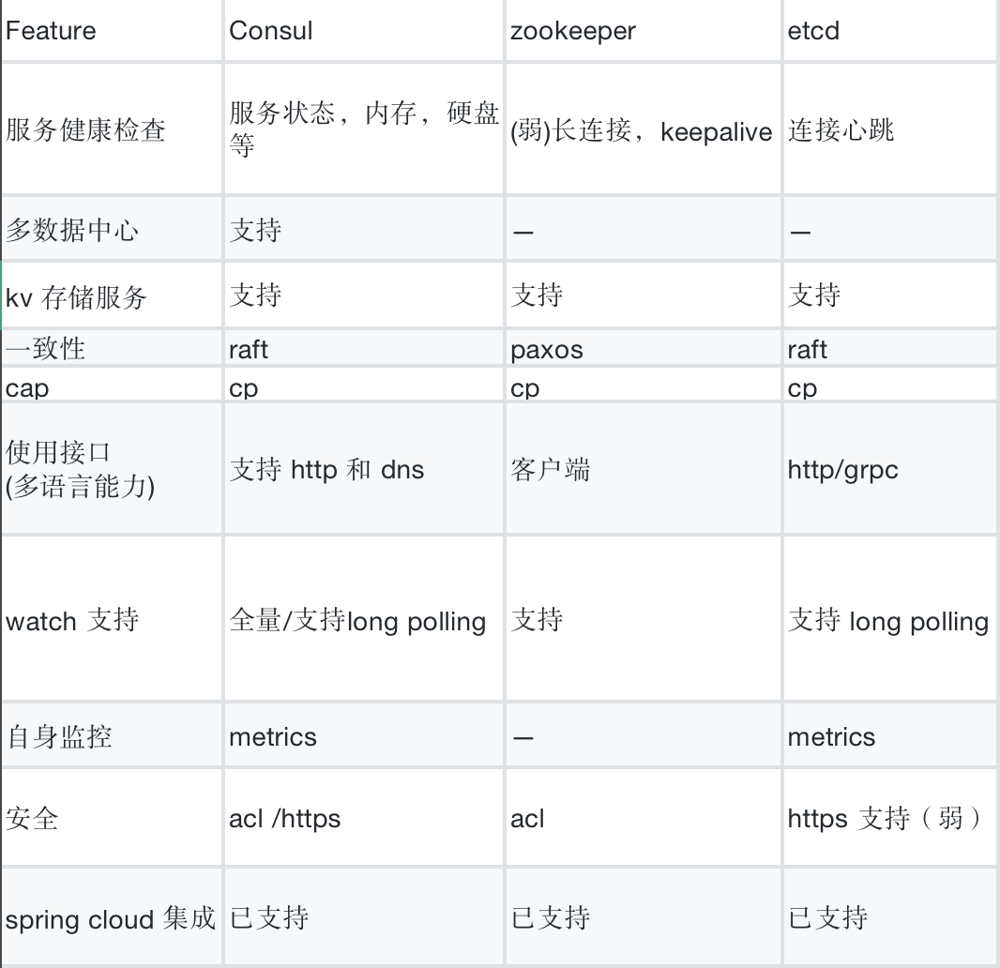 Feature Consul zookeeper etcd
服务健康检查 服务状态，内存，硬盘等 (弱)长连接，keepalive 连接心跳
多数据中心 支持 — —
kv 存储服务 支持 支持 支持
一致性 raft paxos raft
cap cp cp cp
使用接口
(多语言能力) 支持 http 和 dns 客户端 http/grpc
watch 支持 全量/支持long polling 支持 支持 long polling
自身监控 metrics — metrics
安全 acl /https acl https 支持（弱）
spring cloud 集成 已支持 已支持 已支持